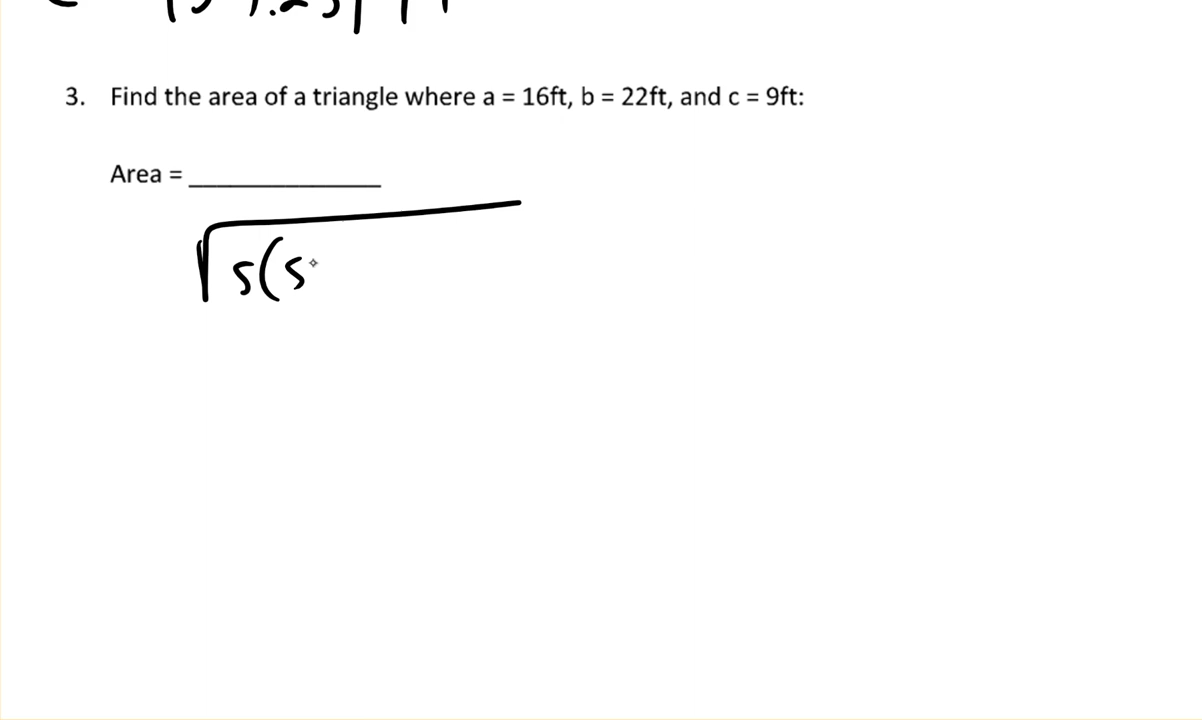 3. Find the area of a triangle where a = 16ft, b = 22ft, and c = 9ft:
Area = ______________
√s(s